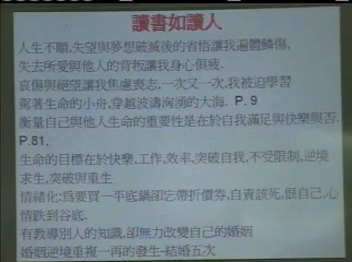 讀書如讀人
人生不順,失望與夢想破滅後的省悟讓我遍體鱗傷,
失去所愛與他人的背叛讓我身心俱疲.
哀傷與絕望讓我焦慮喪志,一次又一次,我被迫學習
駕著生命的小舟,穿越波濤洶湧的大海. P. 9
衡量自己與他人生命的重要性是在於自我滿足與快樂與否.
P.81,
生命的目標在於快樂,工作,效率,突破自我,不受限制,逆境
求生,突破與重生
情緒化:為要買一平底鍋卻忘帶折價券,自責該死,恨自己,心
情跌到谷底.
有教導別人的知識,卻無力改變自己的婚姻
婚姻逆境重複一再的發生-結婚五次